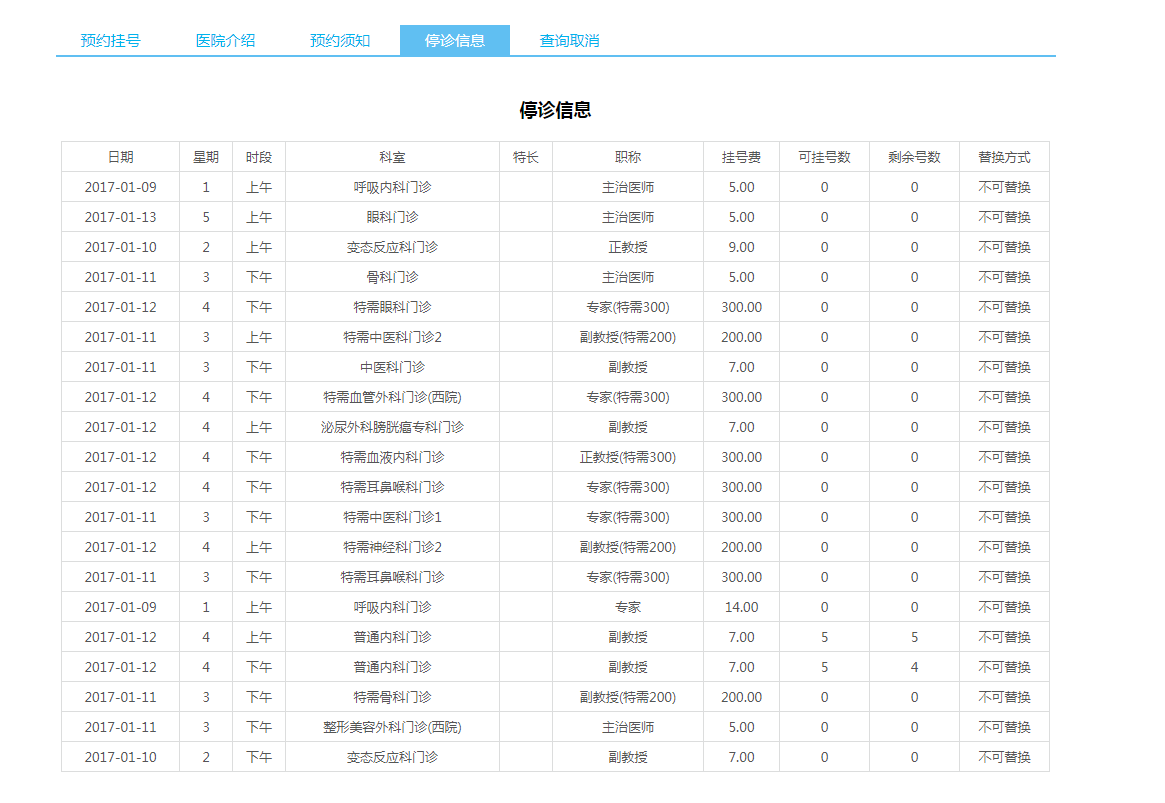 预约挂号 医院介绍 预约须知 停诊信息 查询取消
停诊信息
日期 星期 时段 科室 特长 职称 挂号费 可挂号数 剩余号数 替换方式
2017-01-09 1 上午 呼吸内科门诊 主治医师 5.00 0 0 不可替换
2017-01-13 5 上午 眼科门诊 主治医师 5.00 0 0 不可替换
2017-01-10 2 上午 变态反应科门诊 正教授 9.00 0 0 不可替换
2017-01-11 3 下午 骨科门诊 主治医师 5.00 0 0 不可替换
2017-01-12 4 下午 特需眼科门诊 专家(特需300) 300.00 0 0 不可替换
2017-01-11 3 上午 特需中医科门诊2 副教授(特需200) 200.00 0 0 不可替换
2017-01-11 3 下午 中医科门诊 副教授 7.00 0 0 不可替换
2017-01-12 4 下午 特需血管外科门诊(西院) 专家(特需300) 300.00 0 0 不可替换
2017-01-12 4 上午 泌尿外科膀胱癌专科门诊 副教授 7.00 0 0 不可替换
2017-01-12 4 下午 特需血液内科门诊 正教授(特需300) 300.00 0 0 不可替换
2017-01-12 4 下午 特需耳鼻喉科门诊 专家(特需300) 300.00 0 0 不可替换
2017-01-11 3 下午 特需中医科门诊1 专家(特需300) 300.00 0 0 不可替换
2017-01-12 4 上午 特需神经科门诊2 副教授(特需200) 200.00 0 0 不可替换
2017-01-11 3 下午 特需耳鼻喉科门诊 专家(特需300) 300.00 0 0 不可替换
2017-01-09 1 上午 呼吸内科门诊 专家 14.00 0 0 不可替换
2017-01-12 4 上午 普通内科门诊 副教授 7.00 5 5 不可替换
2017-01-12 4 下午 普通内科门诊 副教授 7.00 5 4 不可替换
2017-01-11 3 下午 特需骨科门诊 副教授(特需200) 200.00 0 0 不可替换
2017-01-11 3 下午 整形美容外科门诊(西院) 主治医师 5.00 0 0 不可替换
2017-01-10 2 下午 变态反应科门诊 副教授 7.00 0 0 不可替换